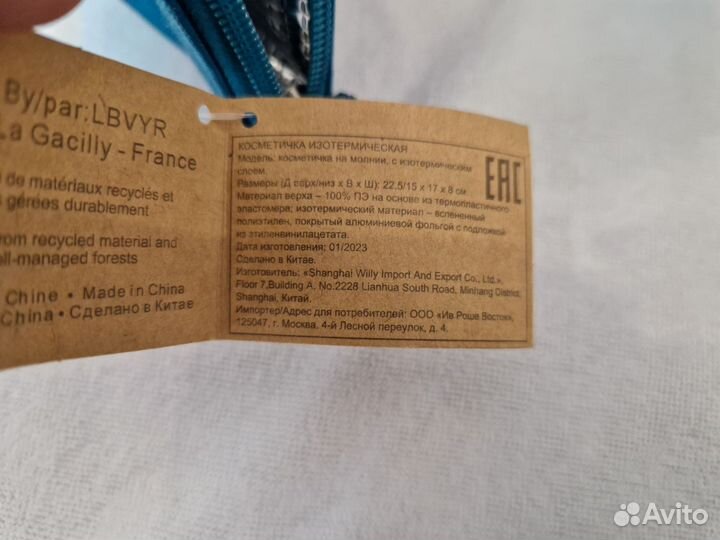 By/par:LBVYR
La Gacilly - France
de matériaux recyclés et
gérées durablement
from recycled material and
well-managed forests
Chine • Made in China
China • Сделано в Китае
КОСМЕТИЧКА ИЗОТЕРМИЧЕСКАЯ
Модель: косметичка на молнии, с изотермическим
слоем.
Размеры (Д верх/низ х В х Ш): 22.5/15 х 17 х 8 см
Материал верха – 100% ПЭ на основе из термопластичного
эластомера; изотермический материал – вспененный
полиэтилен, покрытый алюминиевой фольгой с подложкой
из этиленвинилацетата.
Дата изготовления: 01/2023
Сделано в Китае.
Изготовитель: «Shanghai Willy Import And Export Co., Ltd.»,
Floor 7,Building A, No.2228 Lianhua South Road, Minhang District,
Shanghai, Китай.
Импортер/Адрес для потребителей: ООО «Ив Роше Восток»,
125047, г. Москва, 4-й Лесной переулок, д. 4.
EAC
Avito